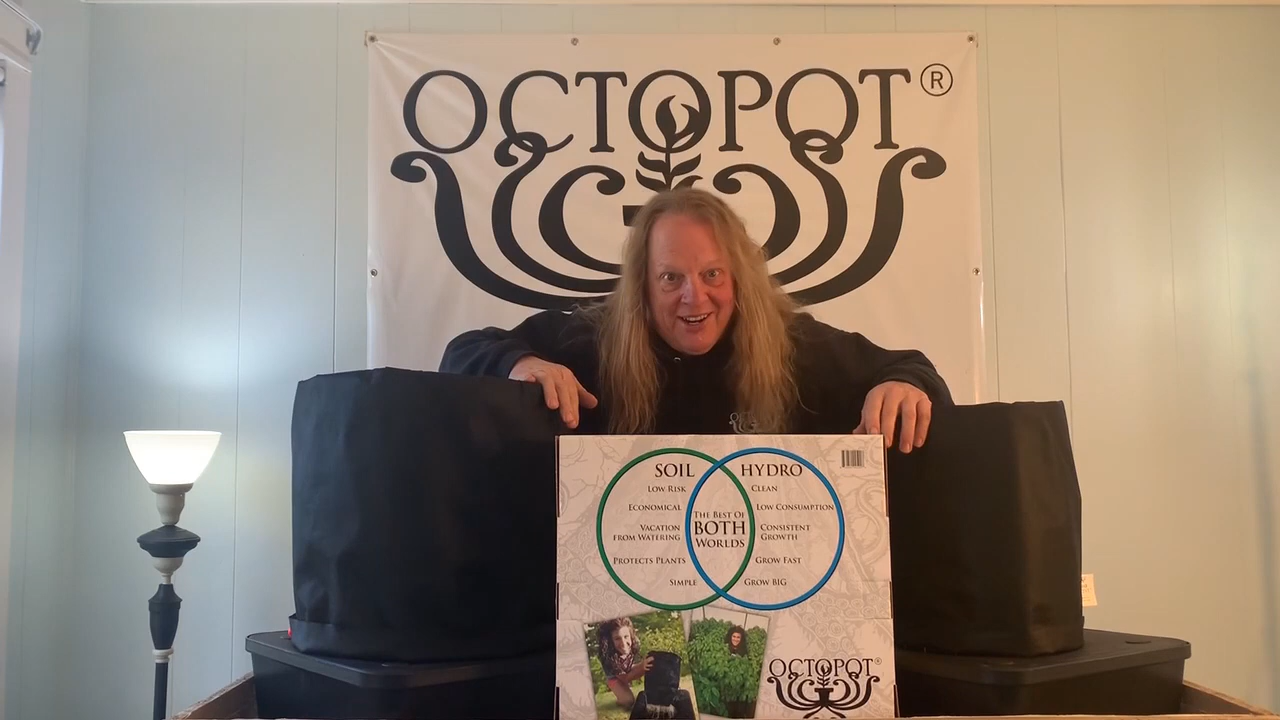 OCTOPOT®
SOIL
LOW RISK
ECONOMICAL
VACATION
FROM WATERING
PROTECTS PLANTS
SIMPLE
THE BEST OF
BOTH
WORLDS
HYDRO
CLEAN
LOW CONSUMPTION
CONSISTENT
GROWTH
GROW FAST
GROW BIG
OCTOPOT®